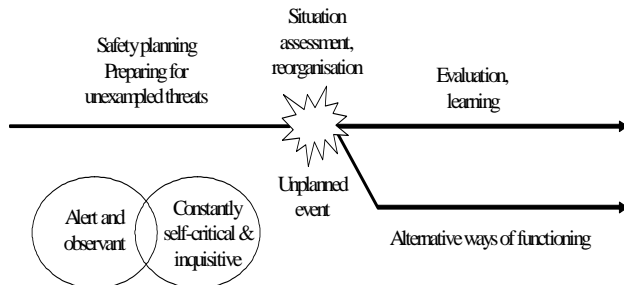 Safety planning
Preparing for
unexampled threats
Situation
assessment,
reorganisation
Evaluation,
learning
Unplanned
event
Alternative ways of functioning
Alert and
observant
Constantly
self-critical &
inquisitive